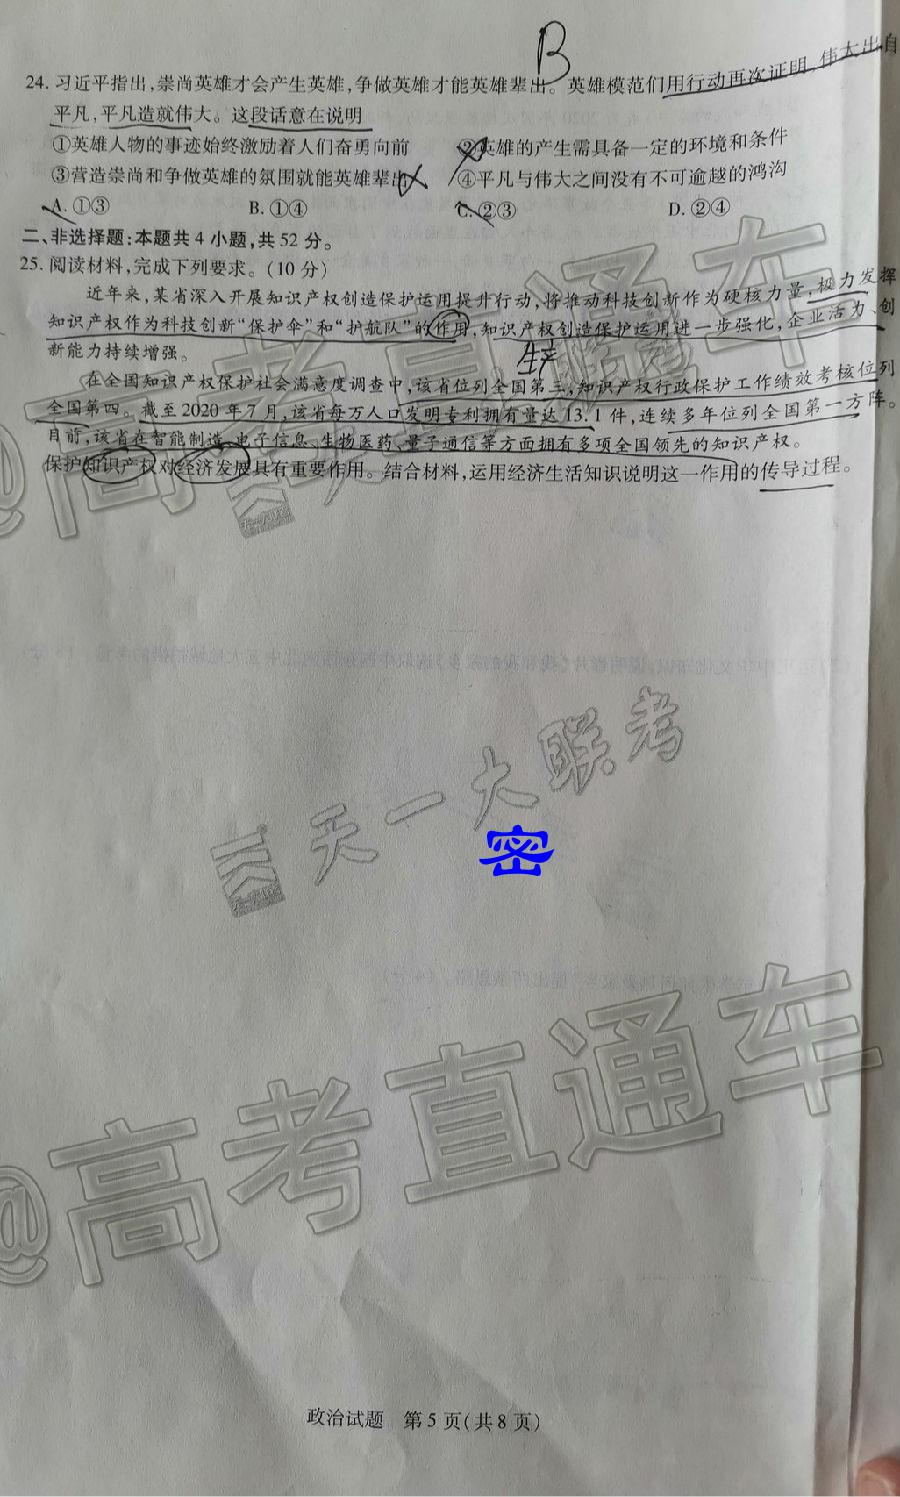 B
24. 习近平指出,崇尚英雄才会产生英雄,争做英雄才能英雄辈出。英雄模范们用行动再次证明,伟大出自
平凡,平凡造就伟大。这段话意在说明
①英雄人物的事迹始终激励着人们奋勇向前 ②英雄的产生需具备一定的环境和条件
③营造崇尚和争做英雄的氛围就能英雄辈出 ④平凡与伟大之间没有不可逾越的鸿沟
A. ①③ B. ①④ C. ②③ D. ②④
二、非选择题:本题共 4 小题,共 52 分。
25. 阅读材料,完成下列要求。(10 分)
近年来,某省深入开展知识产权创造保护运用提升行动,将推动科技创新作为硬核力量,极力发挥
知识产权作为科技创新“保护伞”和“护航队”的作用,知识产权创造保护运用进一步强化,企业活力、创
新能力持续增强。
生产
在全国知识产权保护社会满意度调查中,该省位列全国第三,知识产权行政保护工作绩效考核位列
全国第四。截至 2020 年 7 月,该省每万人口发明专利拥有量达 13.1 件,连续多年位列全国第一方阵。
目前,该省在智能制造、电子信息、生物医药、量子通信等方面拥有多项全国领先的知识产权。
保护知识产权对经济发展具有重要作用。结合材料,运用经济生活知识说明这一作用的传导过程。
@高考直通车
天一大联考
天一大联考
密
@高考直通车
政治试题 第 5 页(共 8 页)